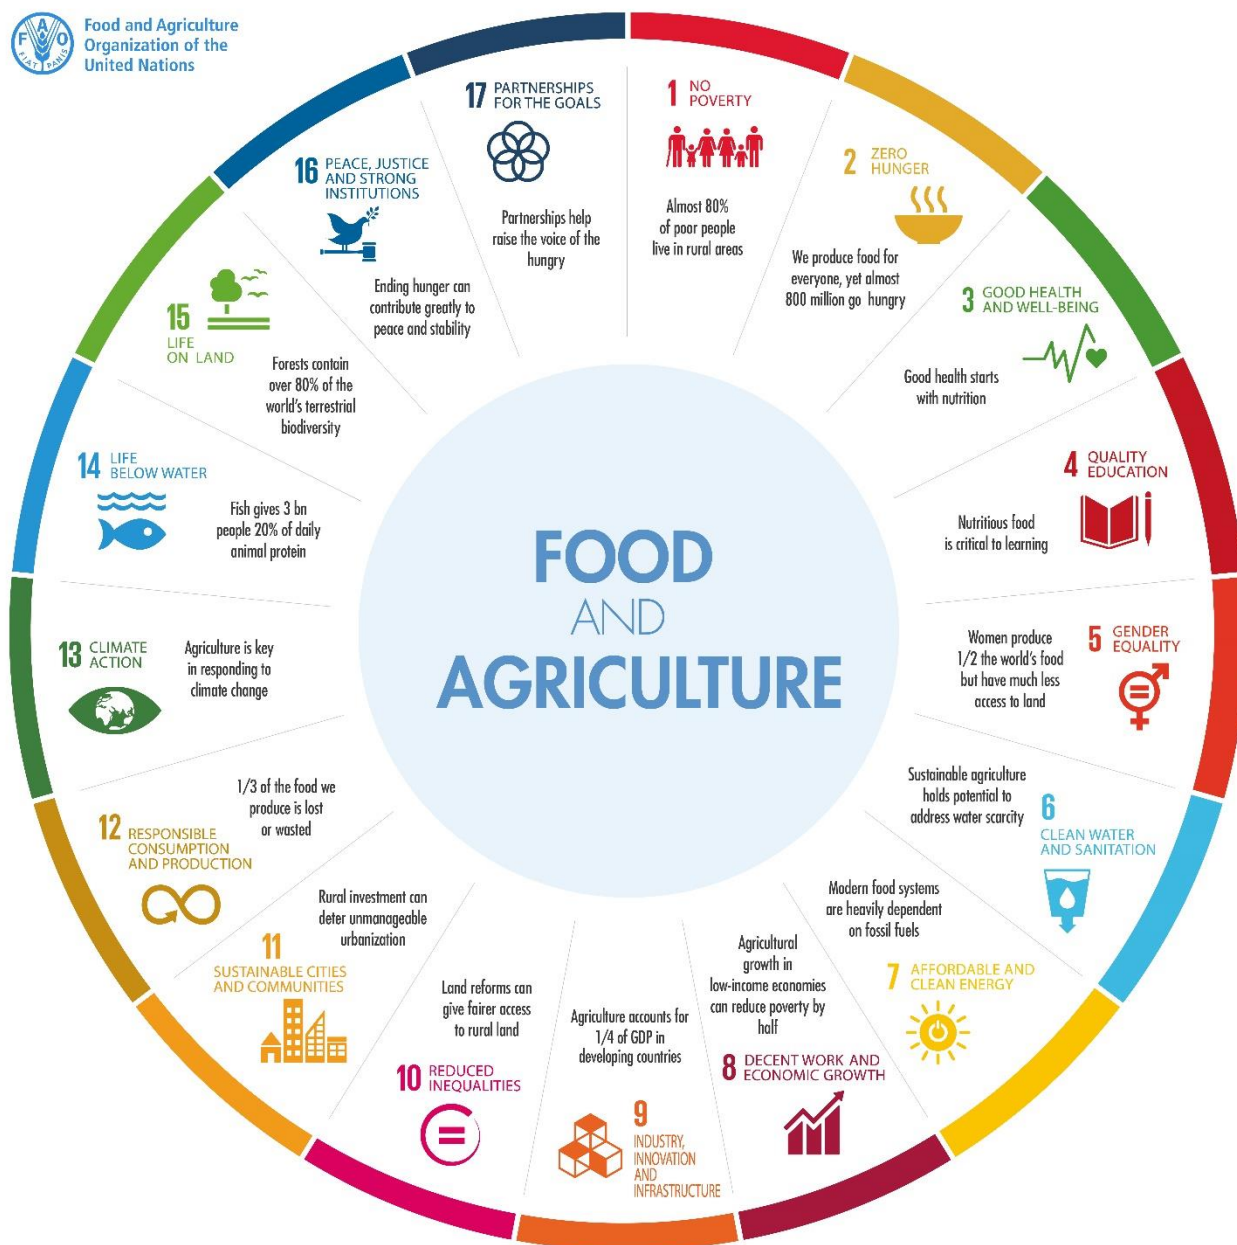 Food and Agriculture
Organization of the
United Nations
F A O
FIAT PANIS
FOOD
AND
AGRICULTURE
1 NO
POVERTY
Almost 80%
of poor people
live in rural areas
2 ZERO
HUNGER
We produce food for
everyone, yet almost
800 million go hungry
3 GOOD HEALTH
AND WELL-BEING
Good health starts
with nutrition
4 QUALITY
EDUCATION
Nutritious food
is critical to learning
5 GENDER
EQUALITY
Women produce
1/2 the world's food
but have much less
access to land
6
CLEAN WATER
AND SANITATION
Sustainable agriculture
holds potential to
address water scarcity
7 AFFORDABLE AND
CLEAN ENERGY
Modern food systems
are heavily dependent
on fossil fuels
8 DECENT WORK AND
ECONOMIC GROWTH
Agricultural
growth in
low-income economies
can reduce poverty by
half
9
INDUSTRY,
INNOVATION
AND
INFRASTRUCTURE
Agriculture accounts for
1/4 of GDP in
developing countries
10 REDUCED
INEQUALITIES
Land reforms can
give fairer access
to rural land
11
SUSTAINABLE CITIES
AND COMMUNITIES
Rural investment can
deter unmanageable
urbanization
12 RESPONSIBLE
CONSUMPTION
AND PRODUCTION
1/3 of the food we
produce is lost
or wasted
13 CLIMATE
ACTION
Agriculture is key
in responding to
climate change
14 LIFE
BELOW WATER
Fish gives 3 bn
people 20% of daily
animal protein
15
LIFE
ON LAND
Forests contain
over 80% of the
world's terrestrial
biodiversity
16 PEACE, JUSTICE
AND STRONG
INSTITUTIONS
Ending hunger can
contribute greatly to
peace and stability
17 PARTNERSHIPS
FOR THE GOALS
Partnerships help
raise the voice of the
hungry